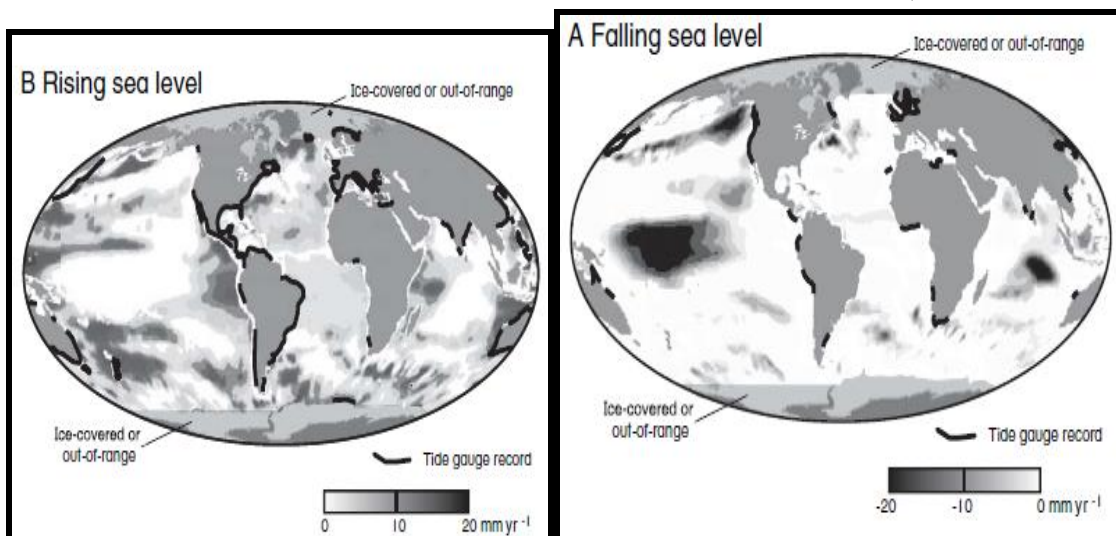 B Rising sea level
Ice-covered or out-of-range
Ice-covered or
out-of-range
Tide gauge record
0 10 20 mm yr -1
A Falling sea level
Ice-covered or out-of-range
Ice-covered or
out-of-range
Tide gauge record
-20 -10 0 mm yr -1